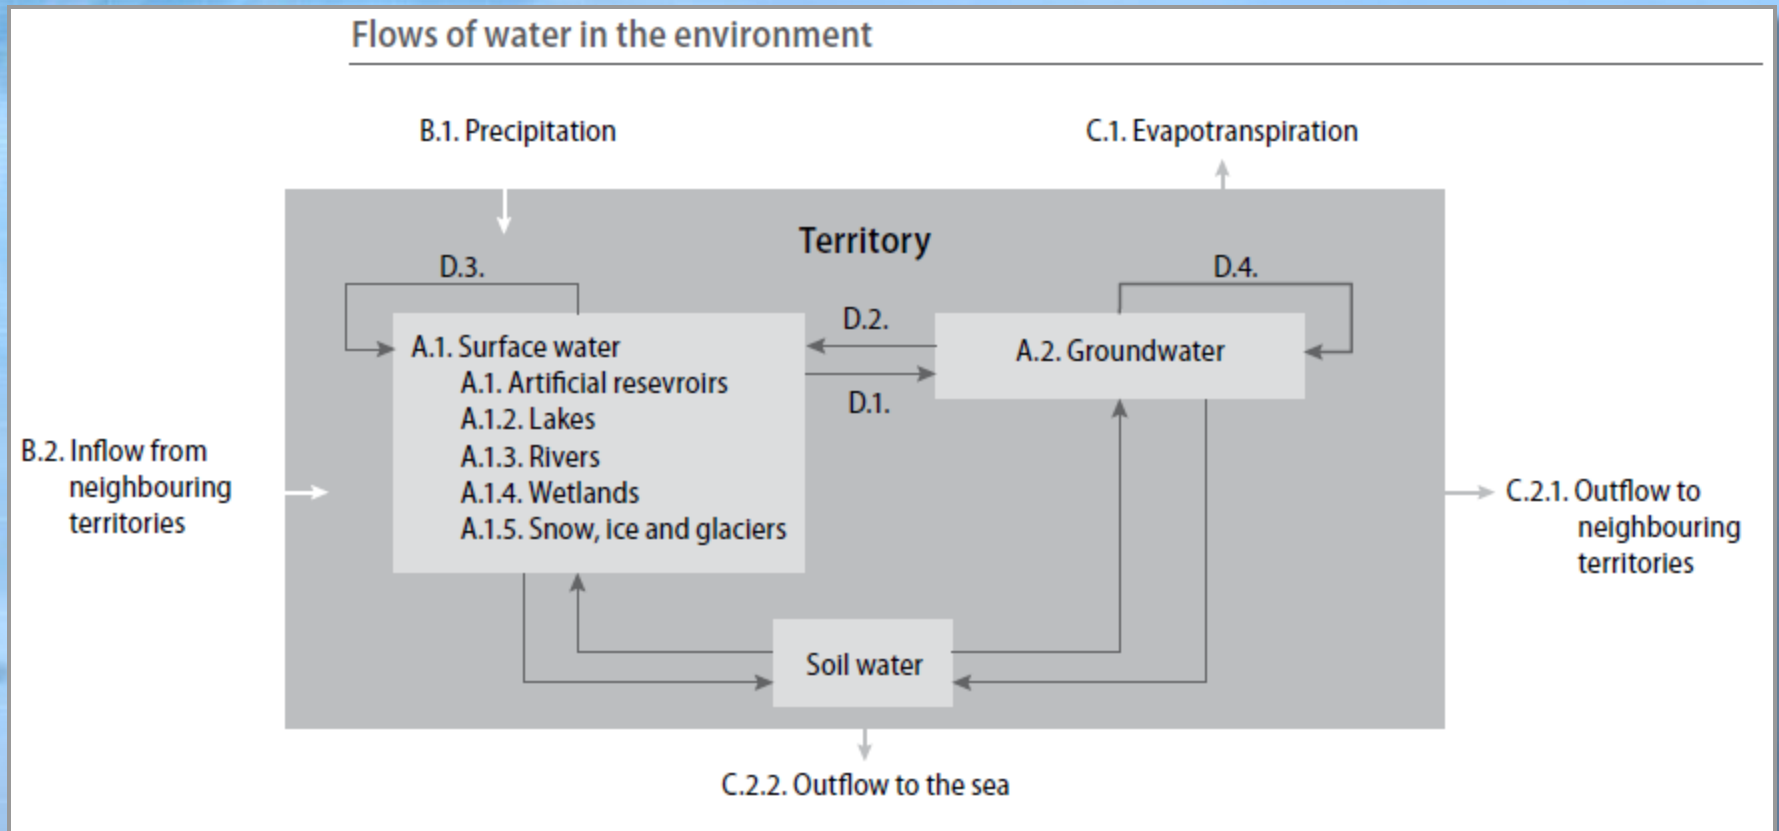 Flows of water in the environment
B.1. Precipitation
C.1. Evapotranspiration
Territory
D.3.
D.4.
D.2.
A.1. Surface water
A.1. Artificial resevroirs
A.1.2. Lakes
A.1.3. Rivers
A.1.4. Wetlands
A.1.5. Snow, ice and glaciers
A.2. Groundwater
D.1.
B.2. Inflow from
neighbouring
territories
C.2.1. Outflow to
neighbouring
territories
Soil water
C.2.2. Outflow to the sea